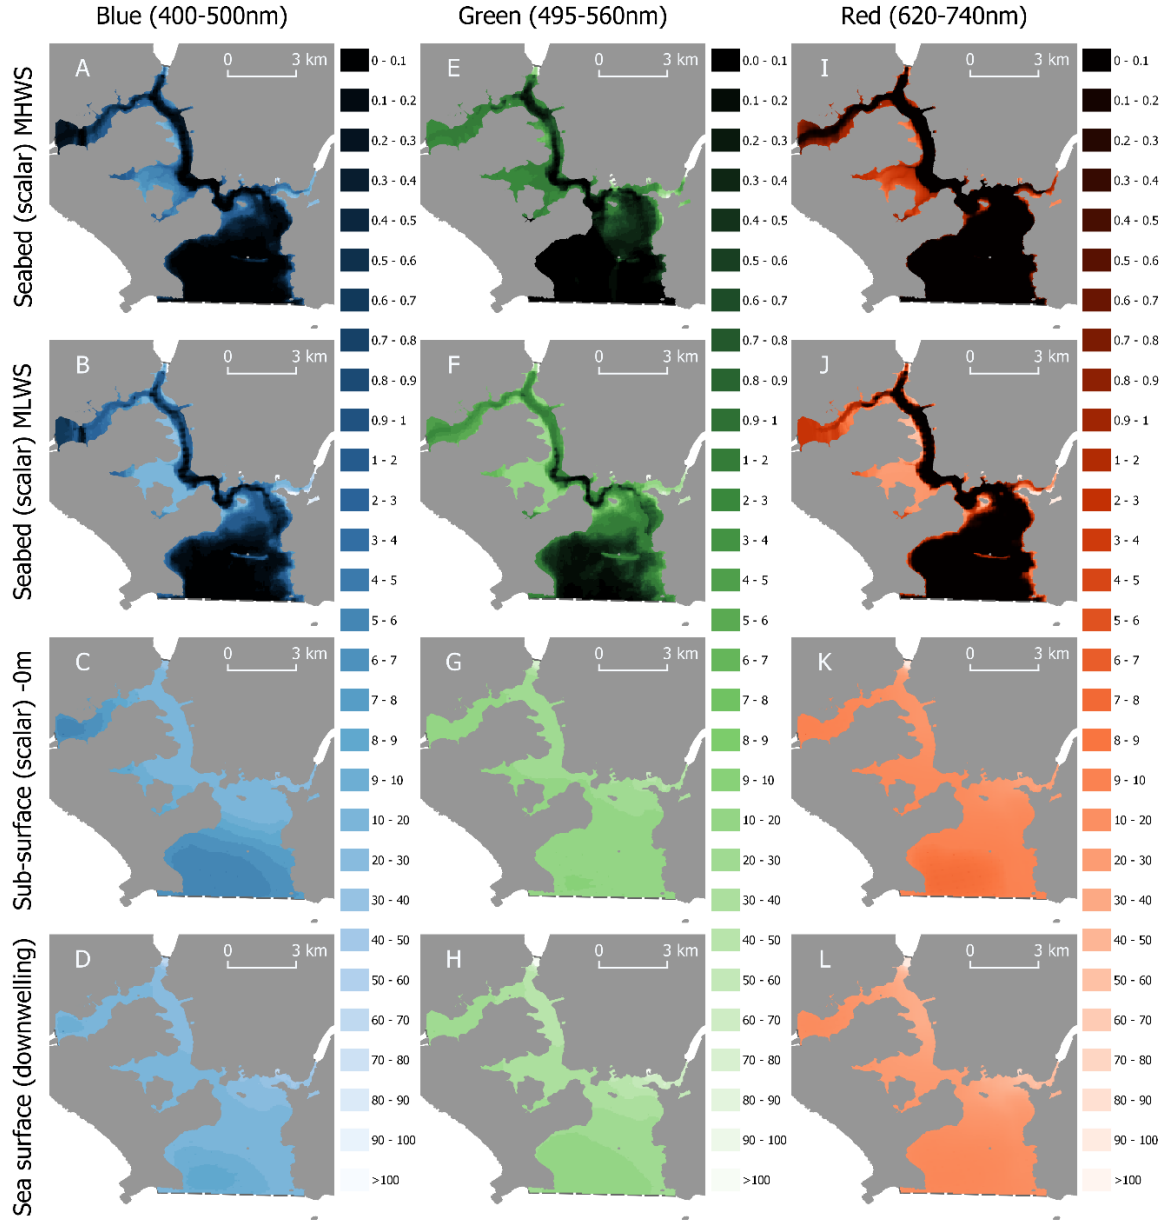 Blue (400-500nm)
Green (495-560nm)
Red (620-740nm)
Seabed (scalar) MHWS
A
0
3 km
E
0
3 km
I
0
3 km
Seabed (scalar) MLWS
B
0
3 km
F
0
3 km
J
0
3 km
Sub-surface (scalar) -0m
C
0
3 km
G
0
3 km
K
0
3 km
Sea surface (downwelling)
D
0
3 km
H
0
3 km
L
0
3 km
0 - 0.1
0.1 - 0.2
0.2 - 0.3
0.3 - 0.4
0.4 - 0.5
0.5 - 0.6
0.6 - 0.7
0.7 - 0.8
0.8 - 0.9
0.9 - 1
1 - 2
2 - 3
3 - 4
4 - 5
5 - 6
6 - 7
7 - 8
8 - 9
9 - 10
10 - 20
20 - 30
30 - 40
40 - 50
50 - 60
60 - 70
70 - 80
80 - 90
90 - 100
>100
0.0 - 0.1
0.1 - 0.2
0.2 - 0.3
0.3 - 0.4
0.4 - 0.5
0.5 - 0.6
0.6 - 0.7
0.7 - 0.8
0.8 - 0.9
0.9 - 1
1 - 2
2 - 3
3 - 4
4 - 5
5 - 6
6 - 7
7 - 8
8 - 9
9 - 10
10 - 20
20 - 30
30 - 40
40 - 50
50 - 60
60 - 70
70 - 80
80 - 90
90 - 100
>100
0 - 0.1
0.1 - 0.2
0.2 - 0.3
0.3 - 0.4
0.4 - 0.5
0.5 - 0.6
0.6 - 0.7
0.7 - 0.8
0.8 - 0.9
0.9 - 1
1 - 2
2 - 3
3 - 4
4 - 5
5 - 6
6 - 7
7 - 8
8 - 9
9 - 10
10 - 20
20 - 30
30 - 40
40 - 50
50 - 60
60 - 70
70 - 80
80 - 90
90 - 100
>100